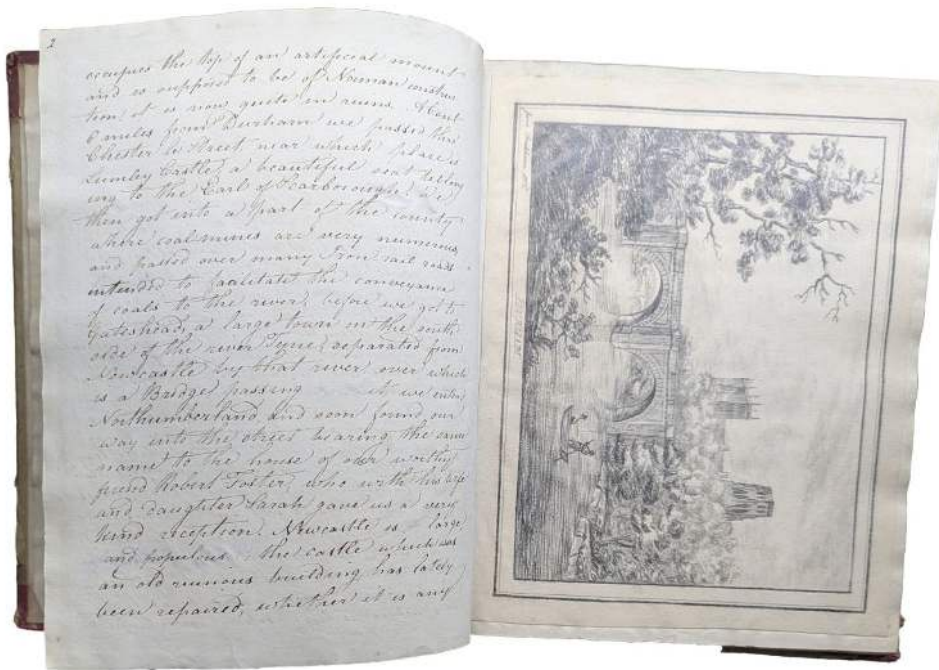 2
occupies the top of an artificial mount
and is supposed to be of Norman construc
tion, it is now quite in ruins. About
6 miles from Durham we passed thro
Chester le Street near which place is
Lumley Castle, a beautiful seat belong
ing to the Earl of Scarborough. We
then got into a part of the county
where coal mines are very numerous,
and passed over many Iron rail roads
intended to facilitate the conveyance
of coals to the river, before we got to
Gateshead, a large town on the south
side of the river Tyne, separated from
Newcastle by that river over which
is a Bridge passing it we enter
Northumberland and soon found our
way into the street bearing the same
name to the house of our worthy
friend Robert Foster, who with his wife
and daughter Sarah gave us a very
kind reception. Newcastle is large
and populous, the castle which was
an old ruinous building has lately
been repaired, whether it is any